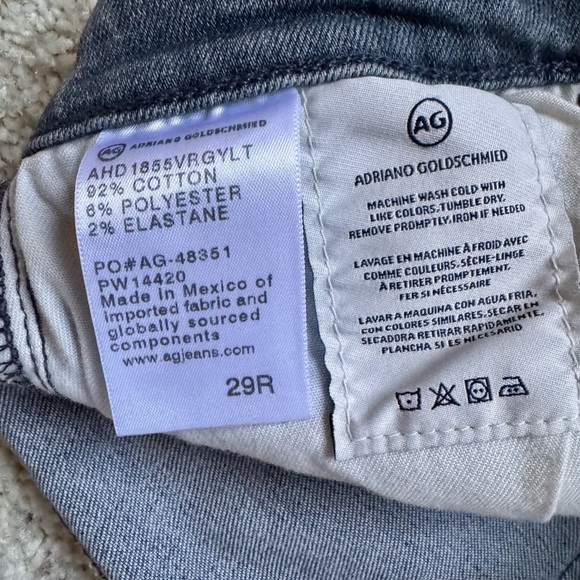 AG ADRIANO GOLDSCHMIED
AHD1855VRGYLT
92% COTTON
6% POLYESTER
2% ELASTANE
PO#AG-48351
PW14420
Made in Mexico of
imported fabric and
globally sourced
components
www.agjeans.com
29R
AG
ADRIANO GOLDSCHMIED
MACHINE WASH COLD WITH
LIKE COLORS. TUMBLE DRY.
REMOVE PROMPTLY. IRON IF NEEDED
LAVAGE EN MACHINE À FROID AVEC
COMME COULEURS. SÈCHE-LINGE
À RETIRER PROMPTEMENT.
FER SI NÉCESSAIRE
LAVAR A MAQUINA CON AGUA FRIA,
CON COLORES SIMILARES. SECAR EN
SECADORA RETIRAR RAPIDAMENTE.
PLANCHA SI ES NECESARIO